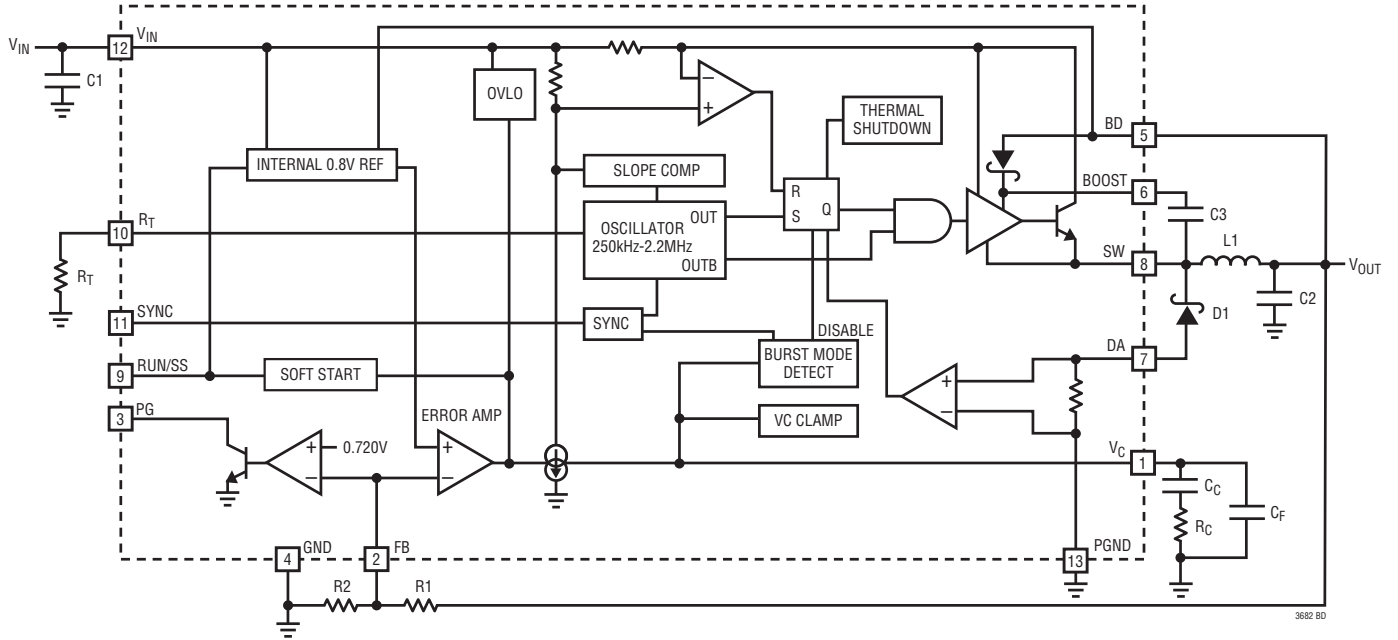 VIN
12
VIN
C1
OVLO
−
+
THERMAL
SHUTDOWN
BD
5
INTERNAL 0.8V REF
SLOPE COMP
R
S
Q
BOOST
6
C3
RT
10
OSCILLATOR
250kHz-2.2MHz
OUT
OUTB
SW
8
L1
VOUT
RT
C2
D1
SYNC
11
SYNC
DISABLE
BURST MODE
DETECT
DA
7
RUN/SS
9
SOFT START
+
−
PG
3
VC CLAMP
ERROR AMP
+
0.720V
−
+
−
VC
1
CC
RC
CF
GND
4
FB
2
PGND
13
R2
R1
3682 BD